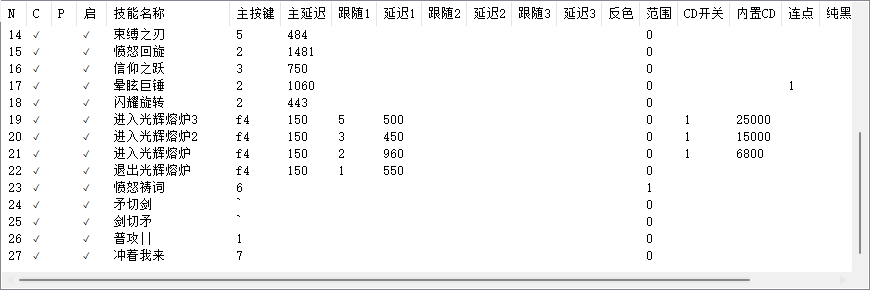 N C P 启 技能名称 主按键 主延迟 跟随1 延迟1 跟随2 延迟2 跟随3 延迟3 反色 范围 CD开关 内置CD 连点 纯黑
14 ✓ ✓ 束缚之刃 5 484 0
15 ✓ ✓ 愤怒回旋 2 1481 0
16 ✓ ✓ 信仰之跃 3 750 0
17 ✓ ✓ 晕眩巨锤 2 1060 0 1
18 ✓ ✓ 闪耀旋转 2 443 0
19 ✓ ✓ 进入光辉熔炉3 f4 150 5 500 0 1 25000
20 ✓ ✓ 进入光辉熔炉2 f4 150 3 450 0 1 15000
21 ✓ ✓ 进入光辉熔炉 f4 150 2 960 0 1 6800
22 ✓ ✓ 退出光辉熔炉 f4 150 1 550 0
23 ✓ ✓ 愤怒祷词 6 1
24 ✓ ✓ 矛切剑 ` 0
25 ✓ ✓ 剑切矛 ` 0
26 ✓ ✓ 普攻|| 1 0
27 ✓ ✓ 冲着我来 7 0